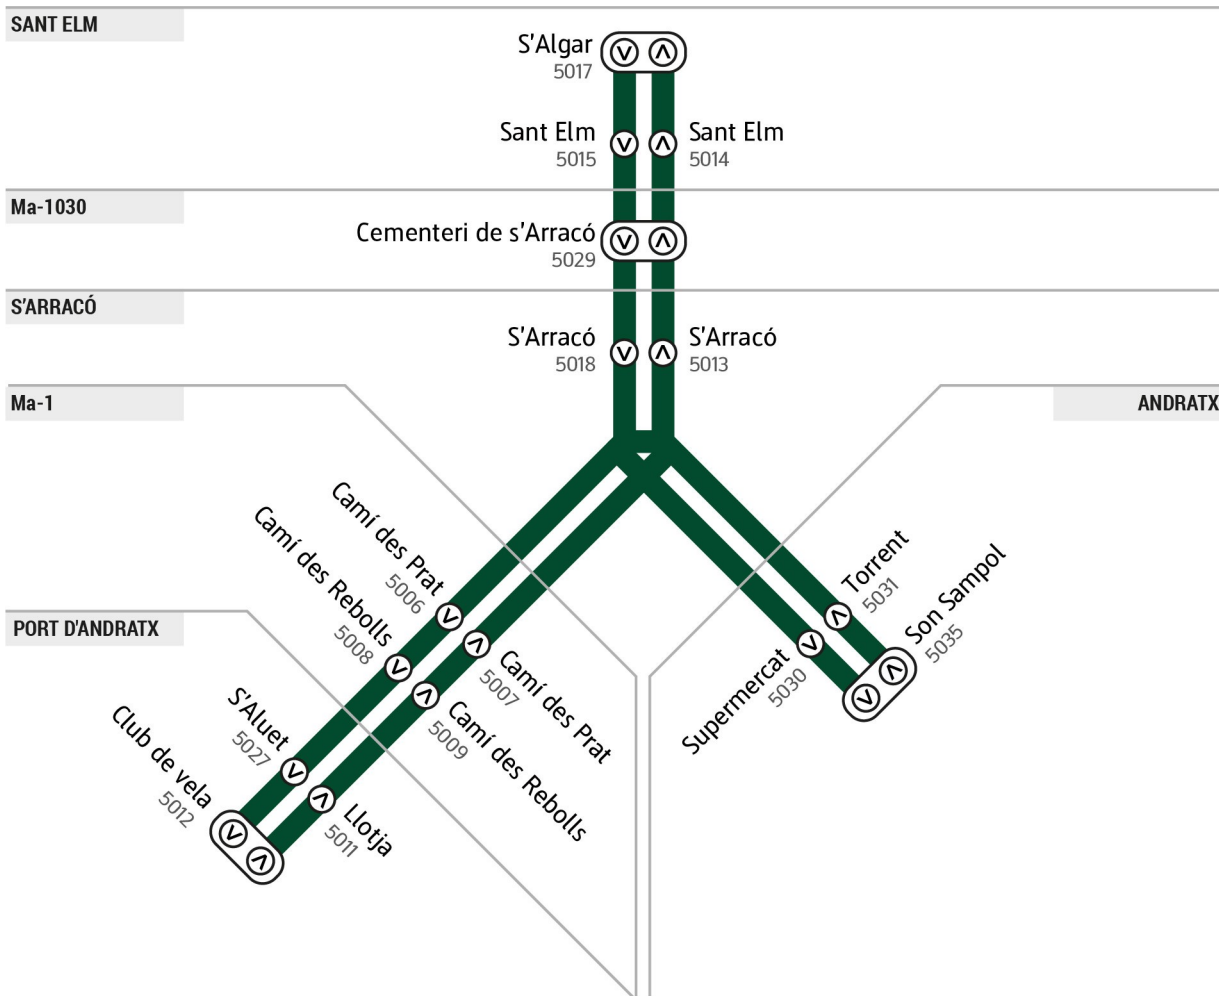 SANT ELM
S'Algar
5017
Sant Elm
5015
Sant Elm
5014
Ma-1030
Cementeri de s'Arracó
5029
S'ARRACÓ
S'Arracó
5018
S'Arracó
5013
Ma-1
ANDRATX
Camí des Prat
5006
Camí des Rebolls
5008
Torrent
5031
Son Sampol
5035
PORT D'ANDRATX
Camí des Prat
5007
Supermercat
5030
S'Aluet
5027
Camí des Rebolls
5009
Club de vela
5012
Llotja
5011